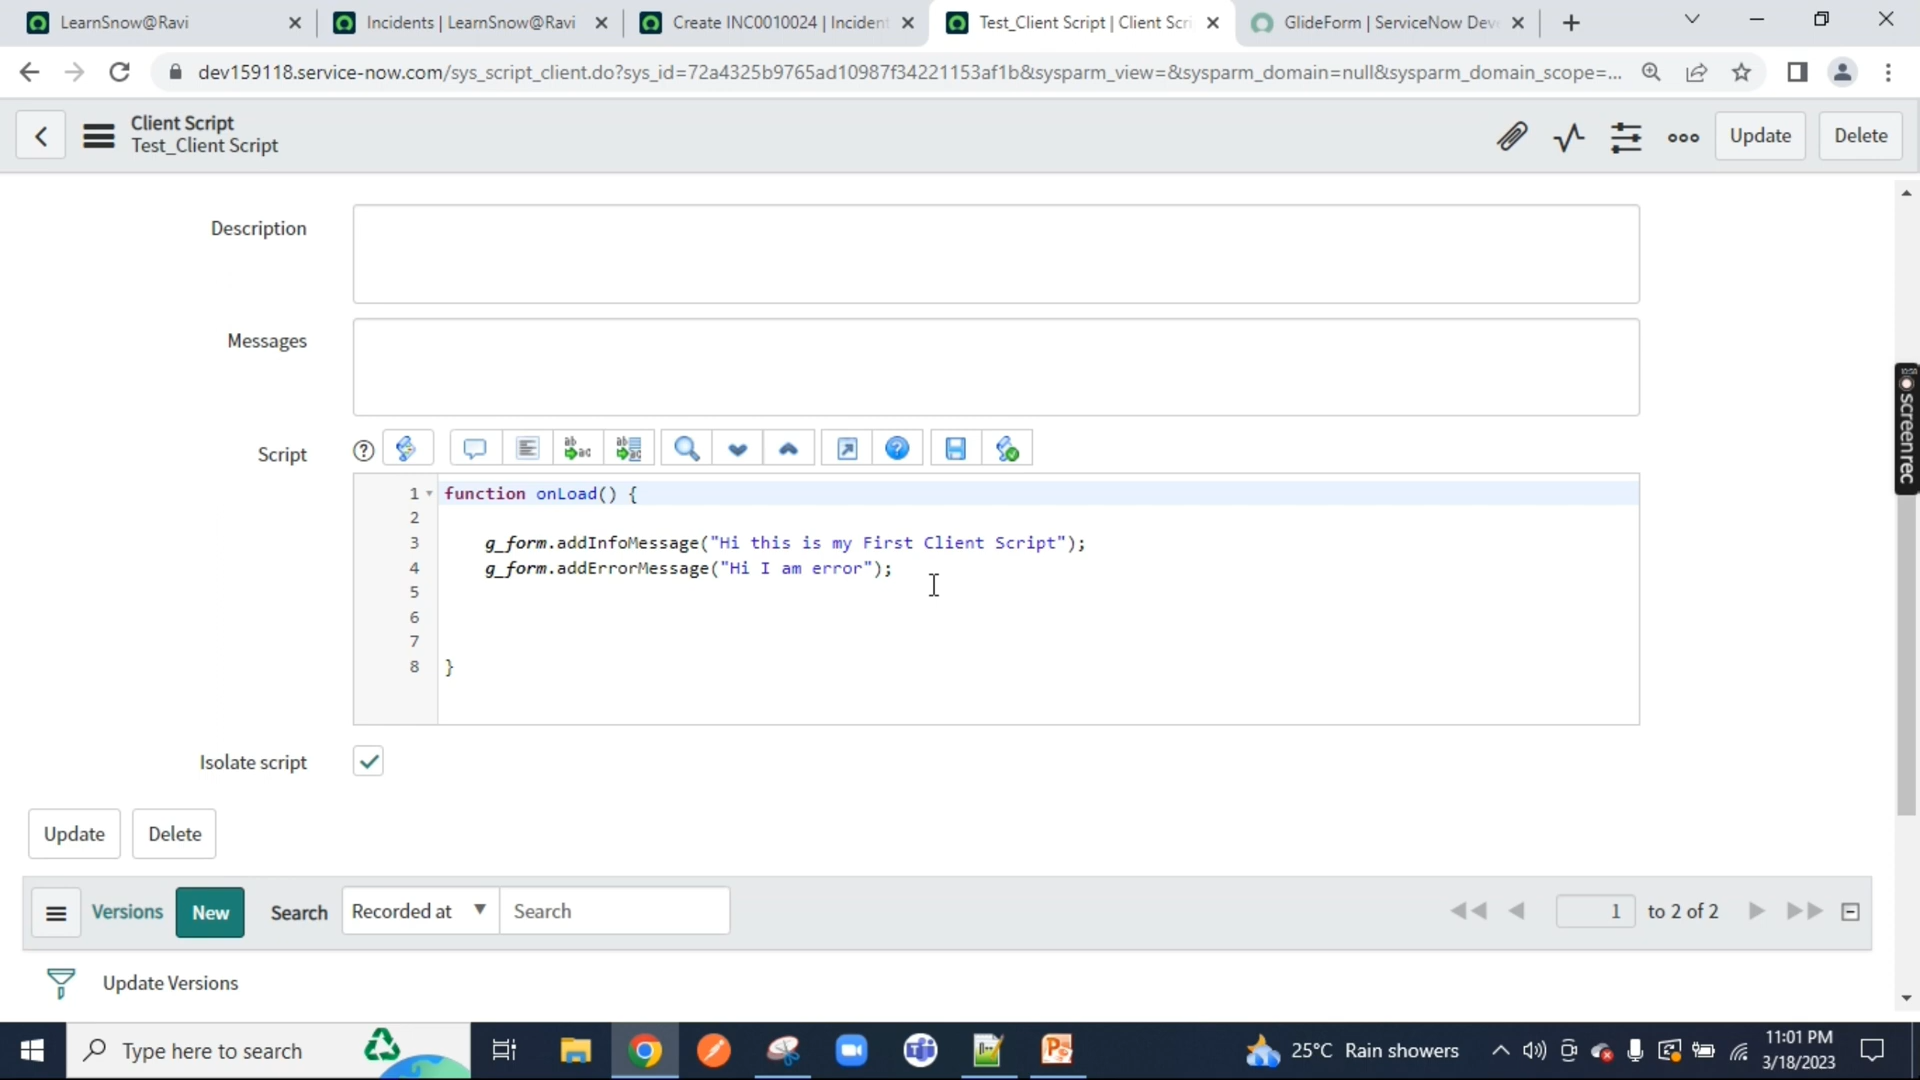 LearnSnow@Ravi
Incidents | LearnSnow@Ravi
Create INC0010024 | Incident
Test_Client Script | Client Scri
GlideForm | ServiceNow Dev
dev159118.service-now.com/sys_script_client.do?sys_id=72a4325b9765ad10987f34221153af1b&sysparm_view=&sysparm_domain=null&sysparm_domain_scope=...
Client Script
Test_Client Script
Update
Delete
Description
Messages
Script
1 function onLoad() {
2
3 g_form.addInfoMessage("Hi this is my First Client Script");
4 g_form.addErrorMessage("Hi I am error");
5
6
7
8 }
Isolate script
Update
Delete
Versions
New
Search
Recorded at
Search
1 to 2 of 2
Update Versions
screenrec
Type here to search
25°C Rain showers
11:01 PM
3/18/2023